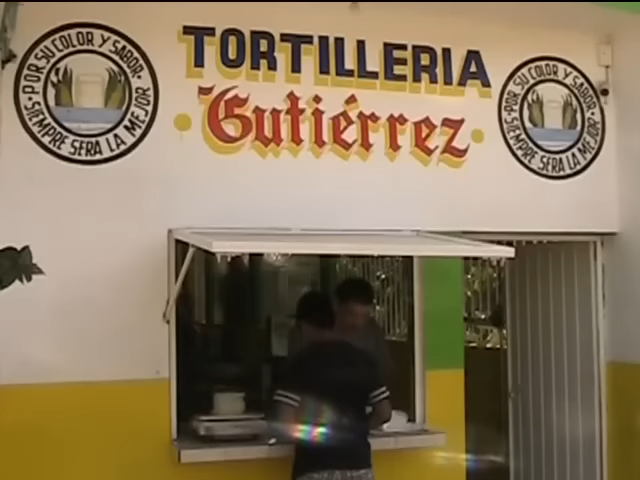 TORTILLERIA
Gutiérrez
·POR SU COLOR Y SABOR·
SIEMPRE SERA LA MEJOR
·POR SU COLOR Y SABOR·
SIEMPRE SERA LA MEJOR